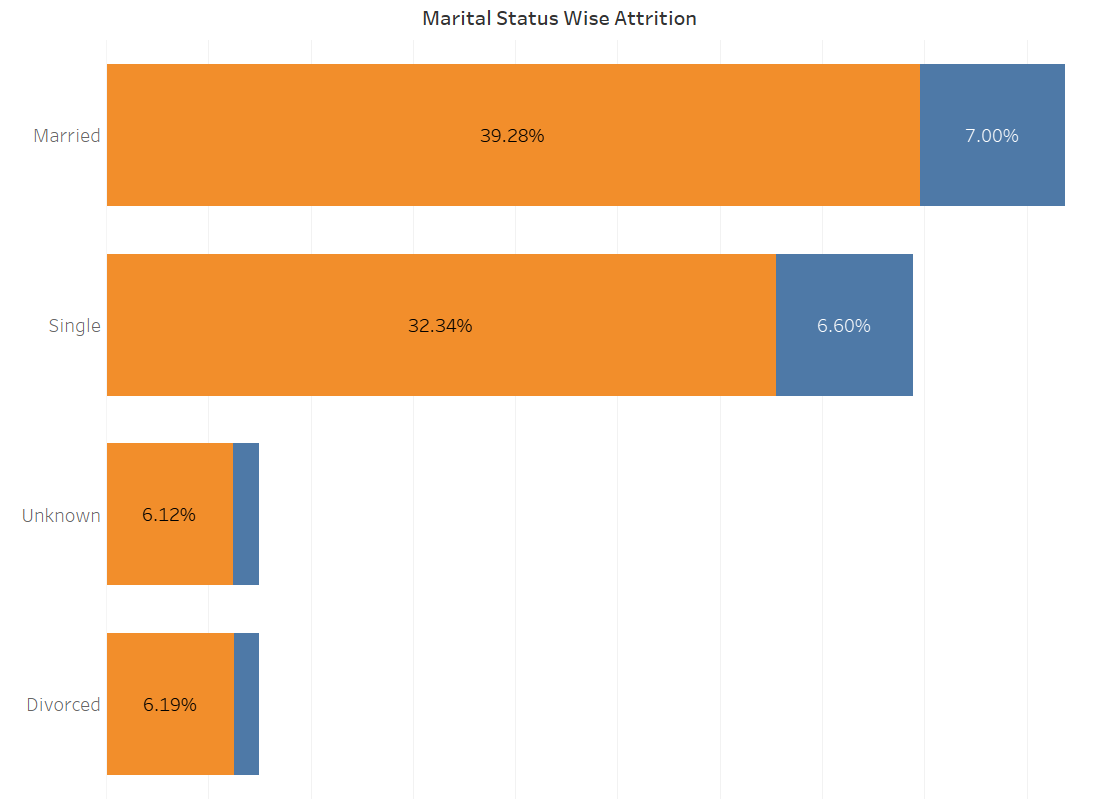 Marital Status Wise Attrition
Married
39.28%
7.00%
Single
32.34%
6.60%
Unknown
6.12%
Divorced
6.19%